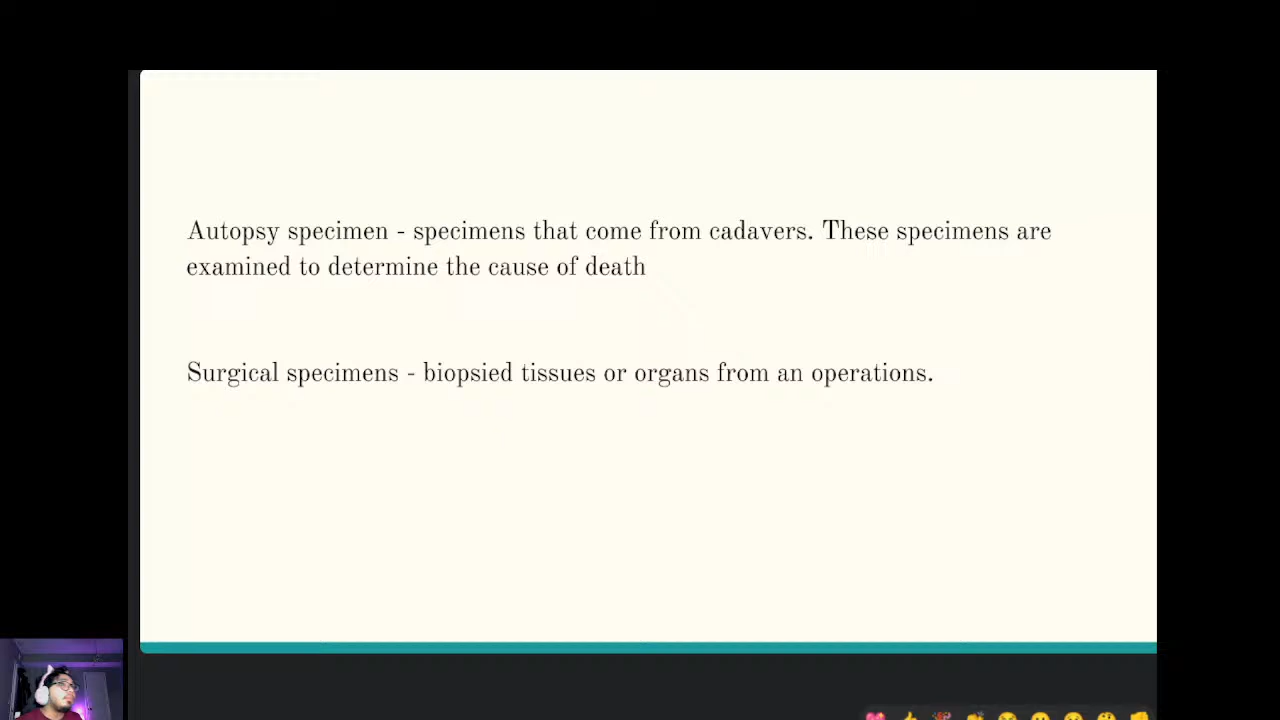 Autopsy specimen - specimens that come from cadavers. These specimens are
examined to determine the cause of death
Surgical specimens - biopsied tissues or organs from an operations.